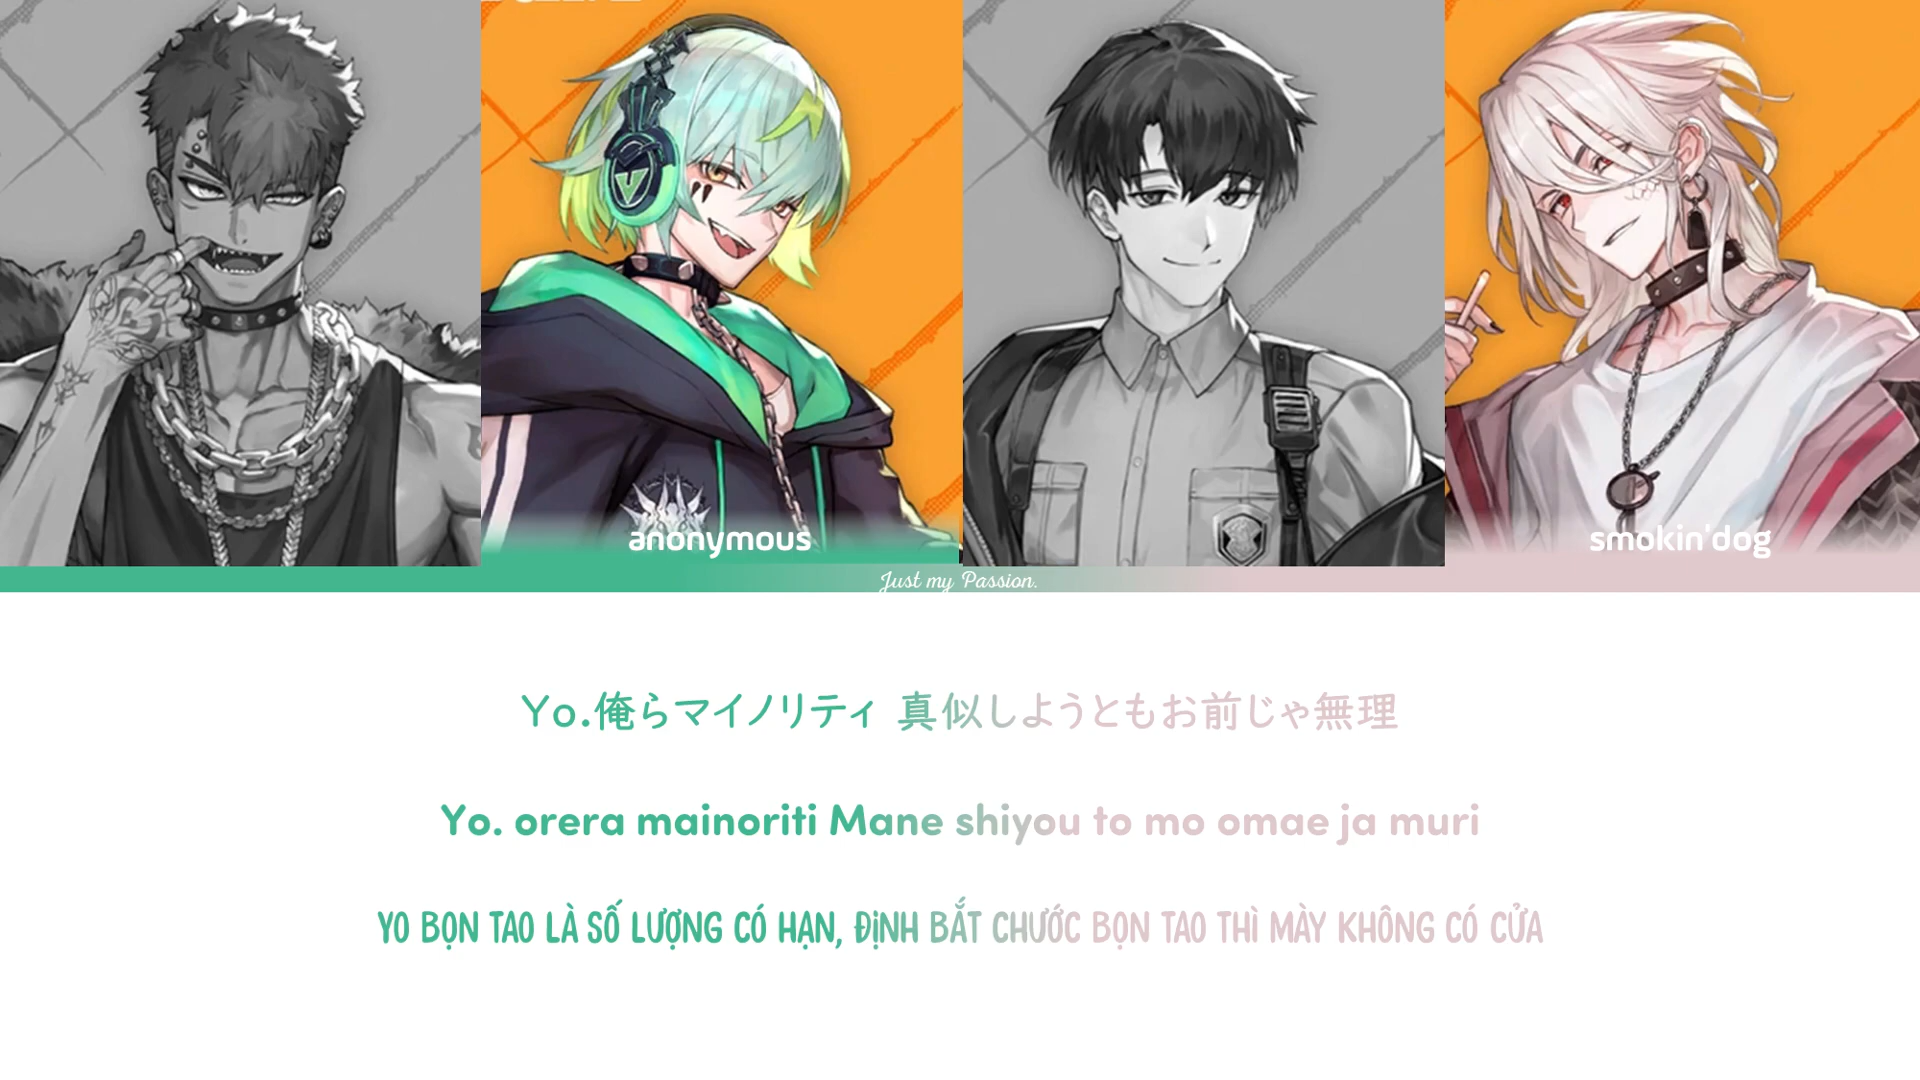 anonymous
smokin'dog
Just my Passion.
Yo.俺らマイノリティ 真似しようともお前じゃ無理
Yo. orera mainoriti Mane shiyou to mo omae ja muri
YO BỌN TAO LÀ SỐ LƯỢNG CÓ HẠN, ĐỊNH BẮT CHƯỚC BỌN TAO THÌ MÀY KHÔNG CÓ CỬA